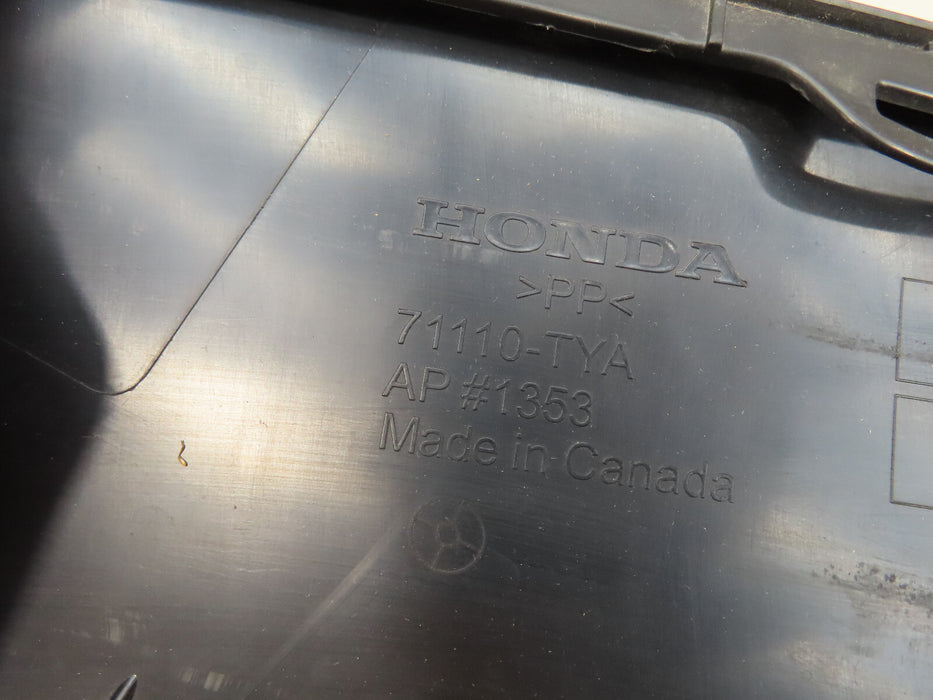 HONDA
>PP<
71110-TYA
AP #1353
Made in Canada